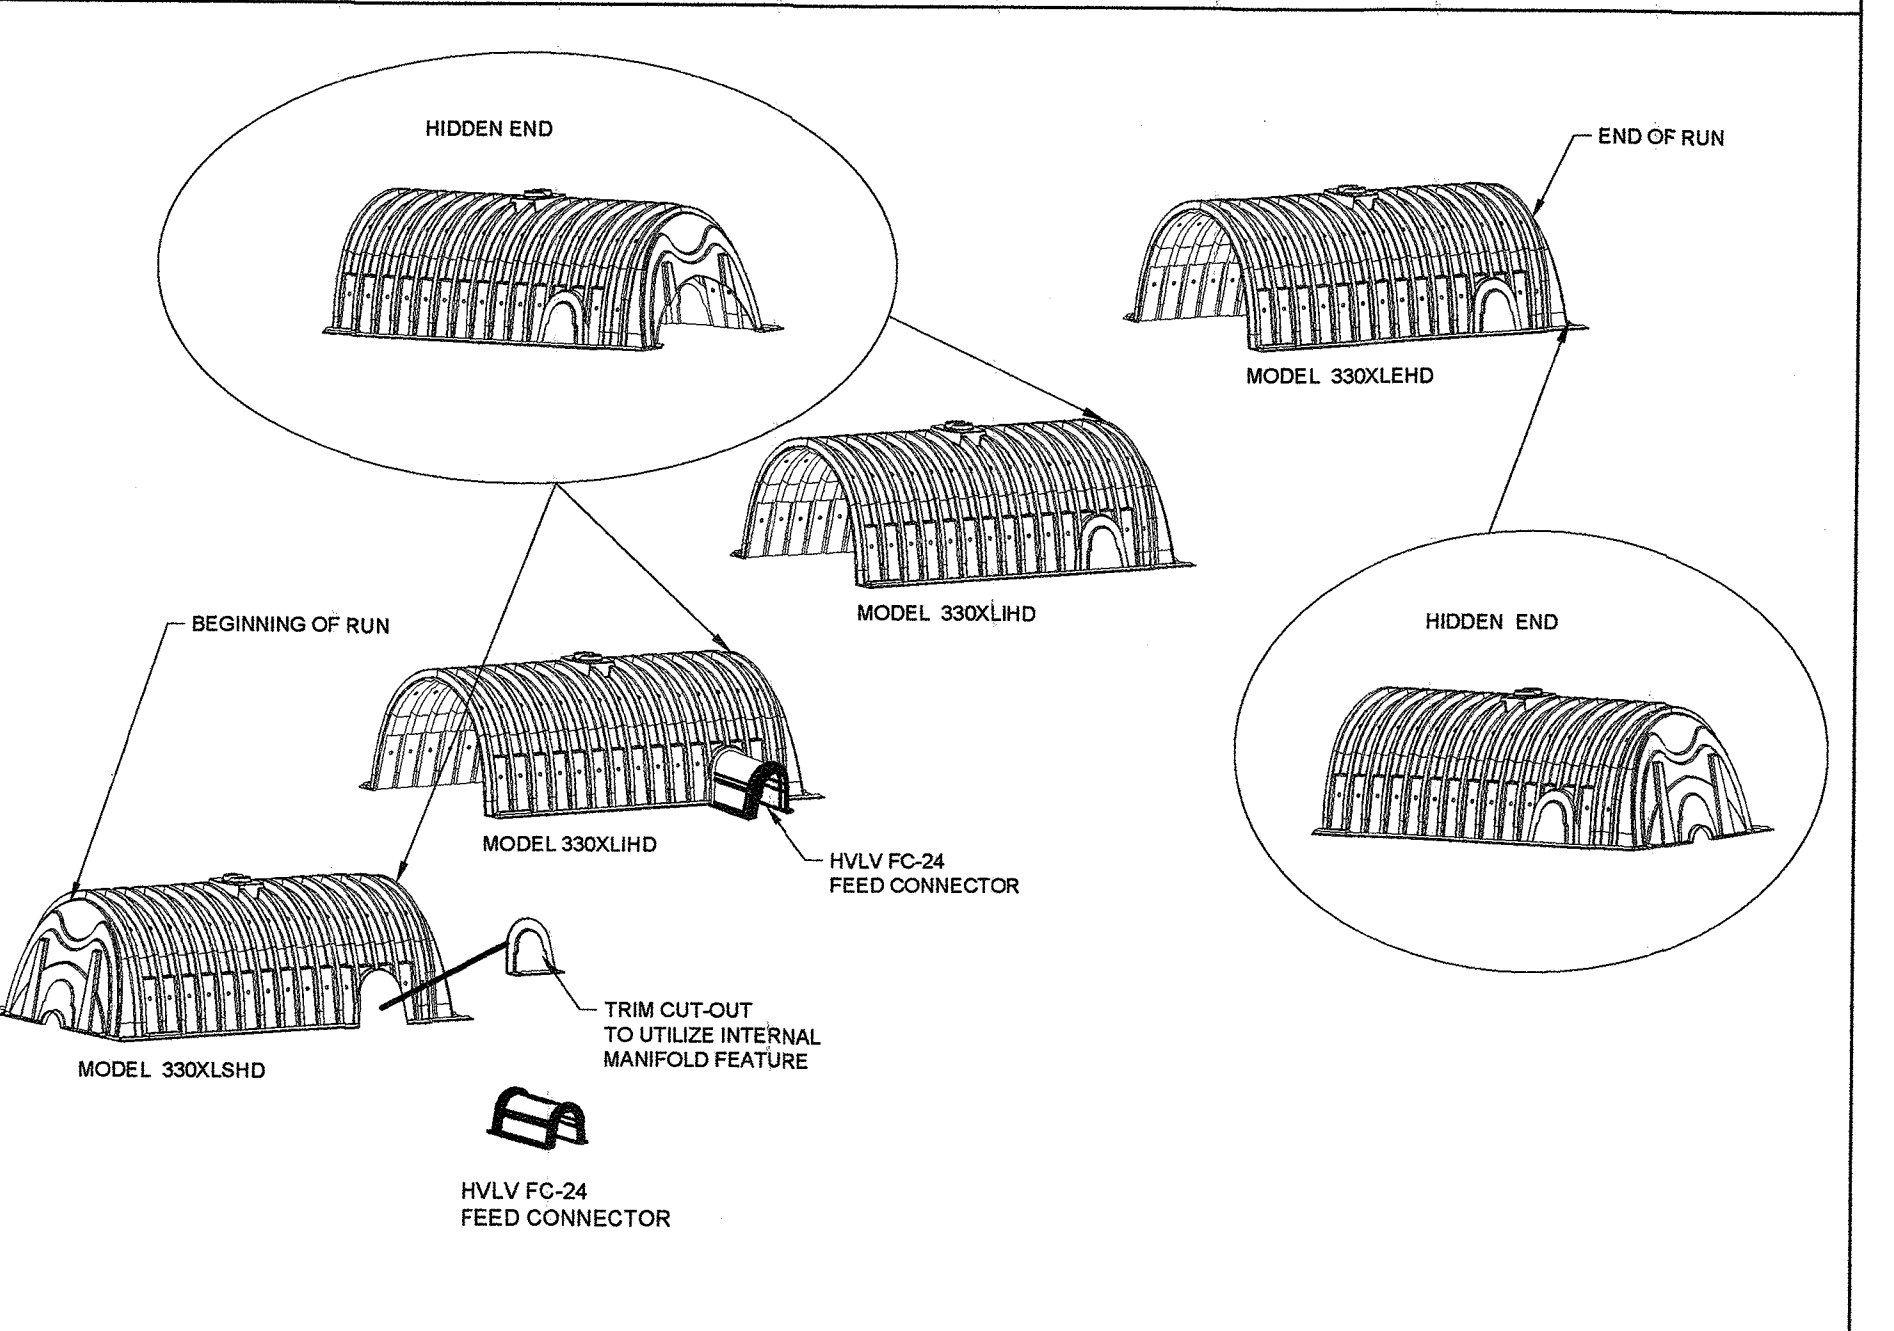 HIDDEN END
END OF RUN
MODEL 330XLEHD
MODEL 330XLIHD
HIDDEN END
BEGINNING OF RUN
MODEL 330XLIHD
HVLV FC-24
FEED CONNECTOR
TRIM CUT-OUT
TO UTILIZE INTERNAL
MANIFOLD FEATURE
MODEL 330XLSHD
HVLV FC-24
FEED CONNECTOR